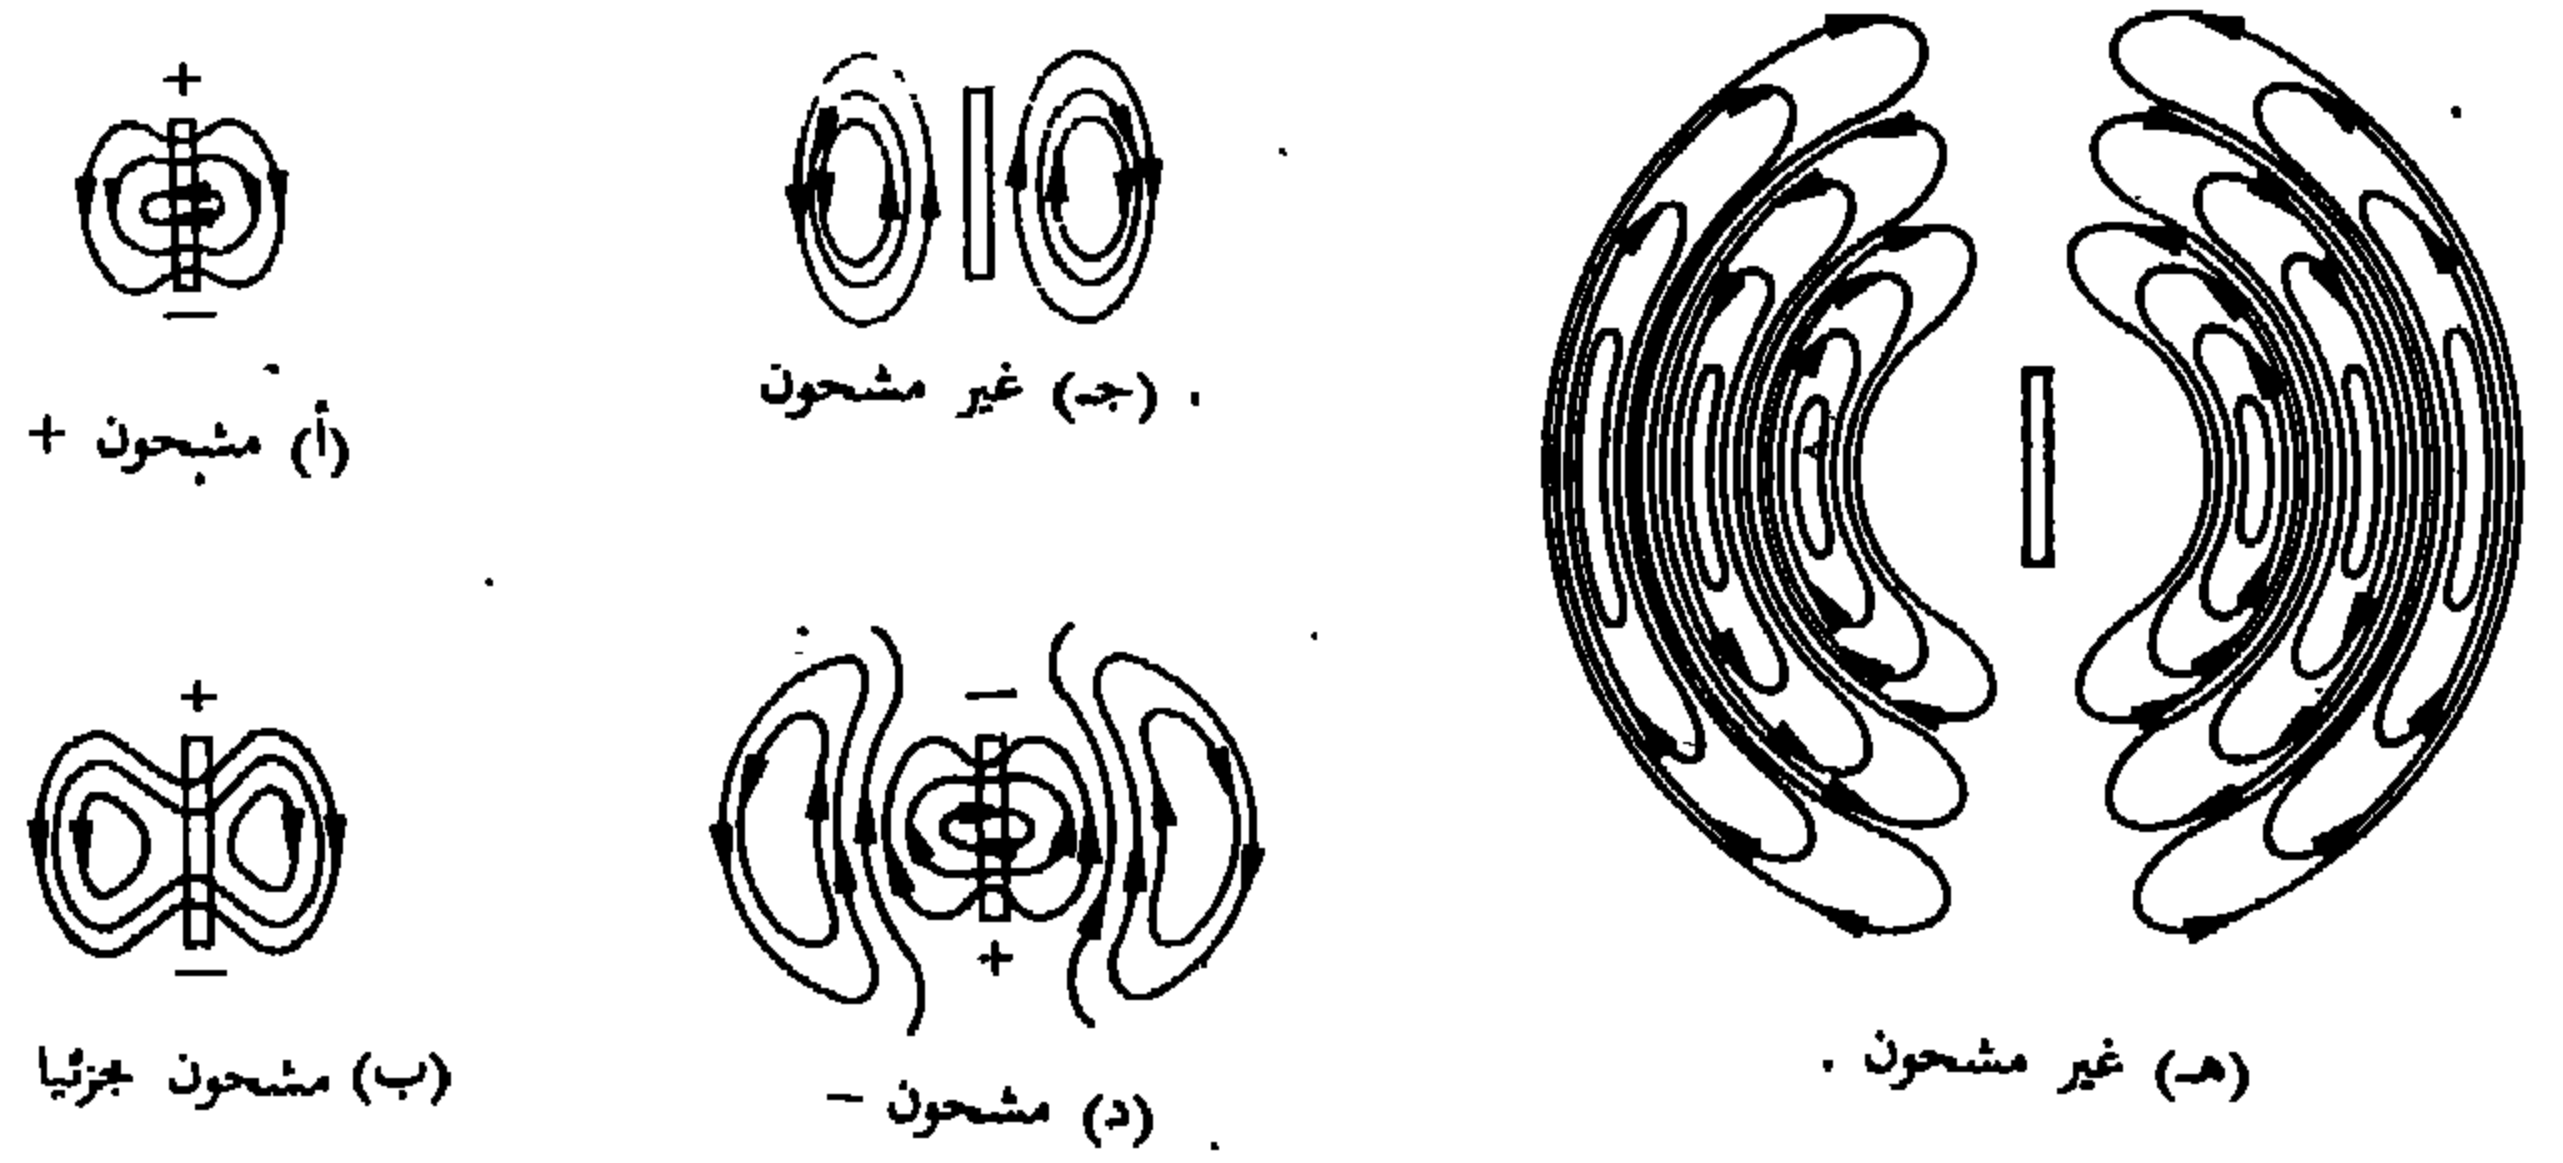 +
—
(أ) مشحون +
+
—
(ب) مشحون جزئيا
(جـ) غير مشحون .
—
+
(د) مشحون –
(هـ) غير مشحون .